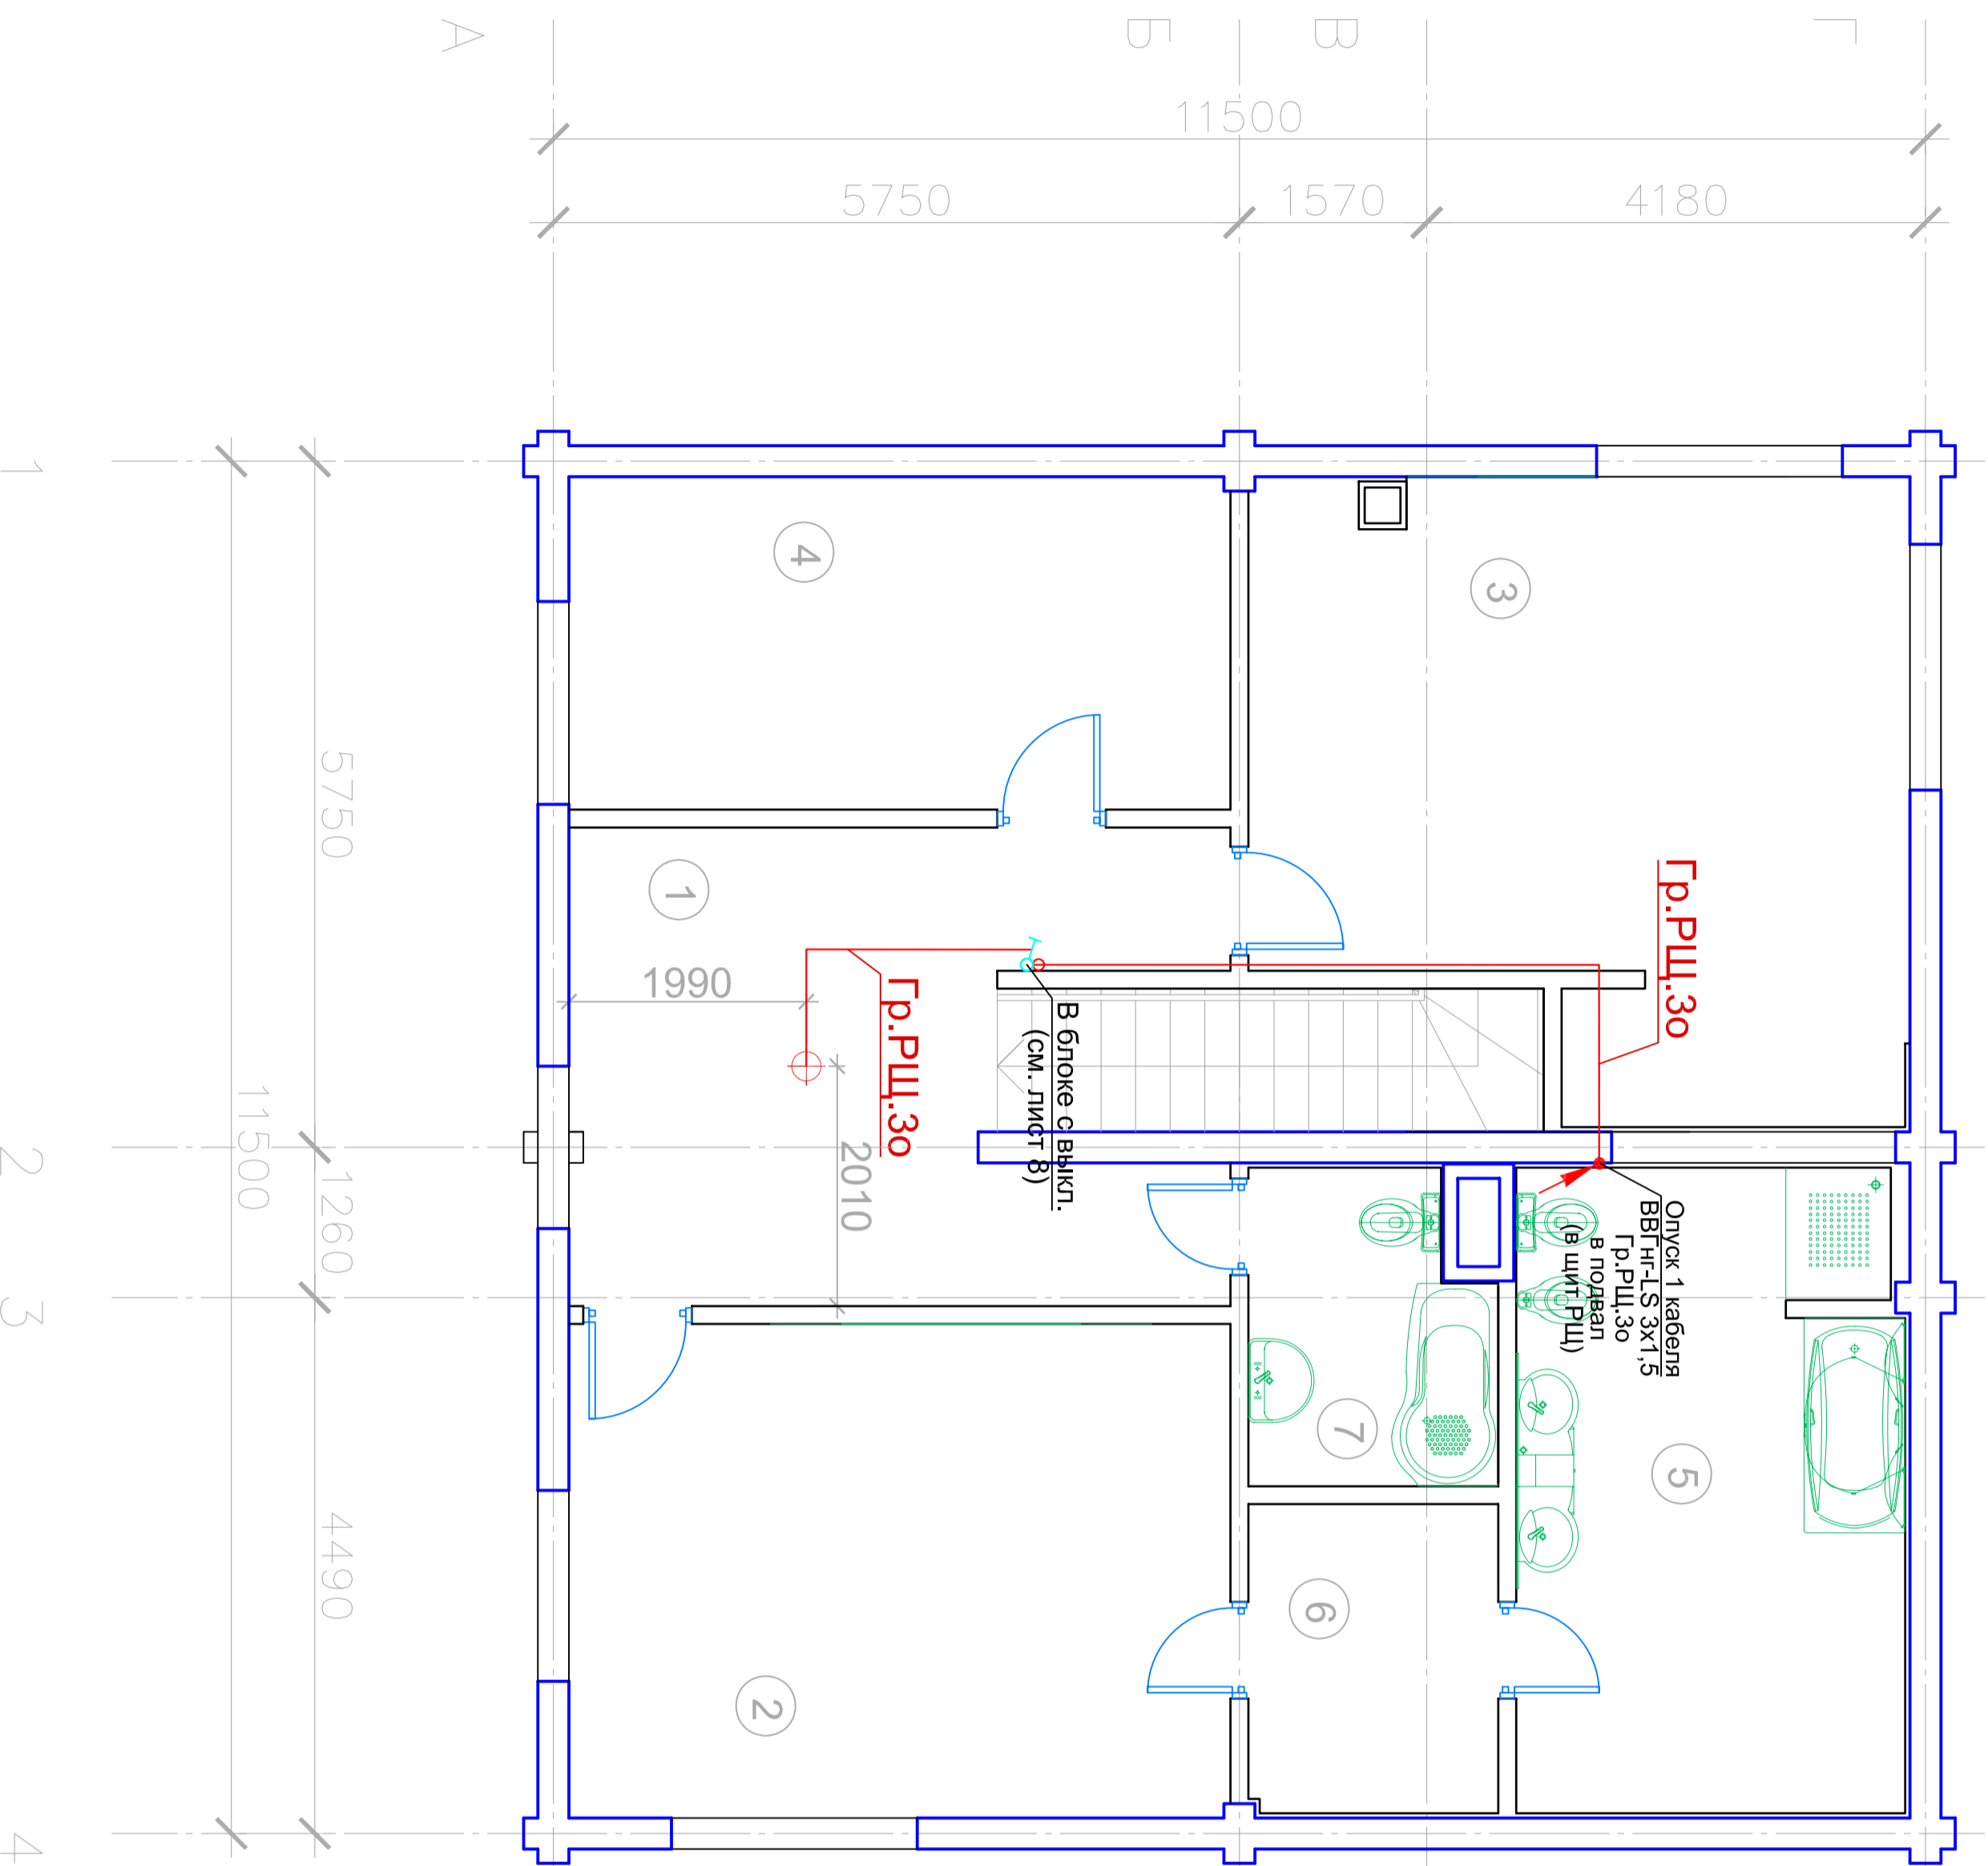 А
Б
В
Г
11500
5750
1570
4180
4
3
1
Гр.РЩ.3о
1990
Гр.РЩ.3о
В блоке с выкл.
(см. лист 8)
2010
Опуск 1 кабеля
ВВГнг-LS 3x1,5
Гр.РЩ.3о
в подвал
(в щит РЩ)
7
5
6
2
1
5750
11500
2
1260
3
4490
4